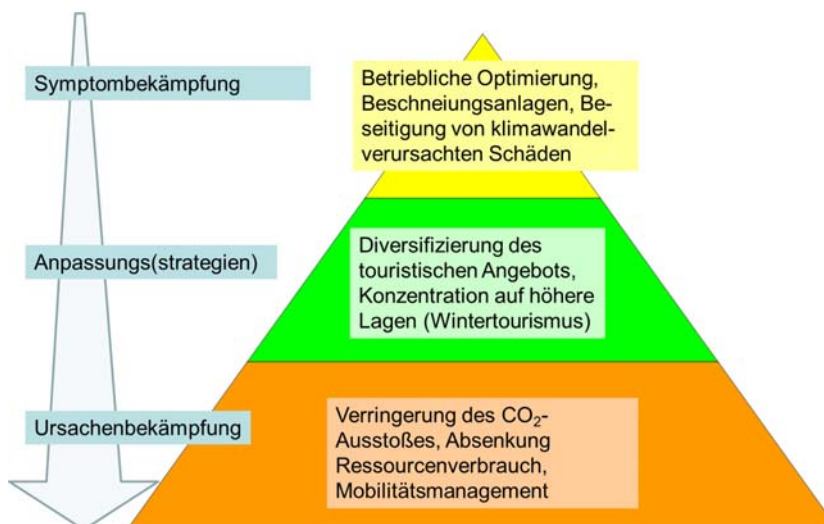 Symptombekämpfung
Betriebliche Optimierung,
Beschneiungsanlagen, Be-
seitigung von klimawandel-
verursachten Schäden
Anpassungs(strategien)
Diversifizierung des
touristischen Angebots,
Konzentration auf höhere
Lagen (Wintertourismus)
Ursachenbekämpfung
Verringerung des CO₂-
Ausstoßes, Absenkung
Ressourcenverbrauch,
Mobilitätsmanagement